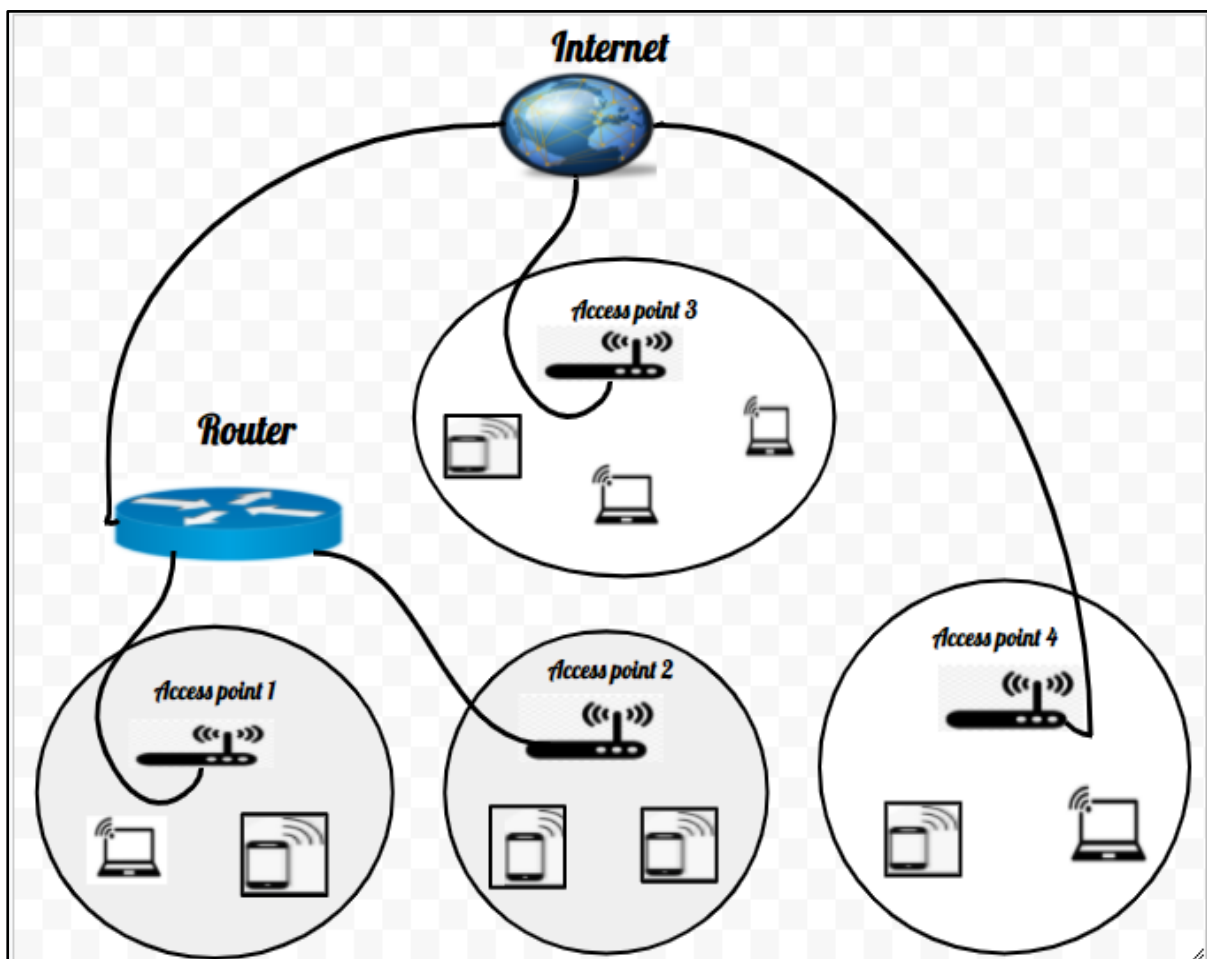 Internet
Access point 3
Router
Access point 4
Access point 2
Access point 1